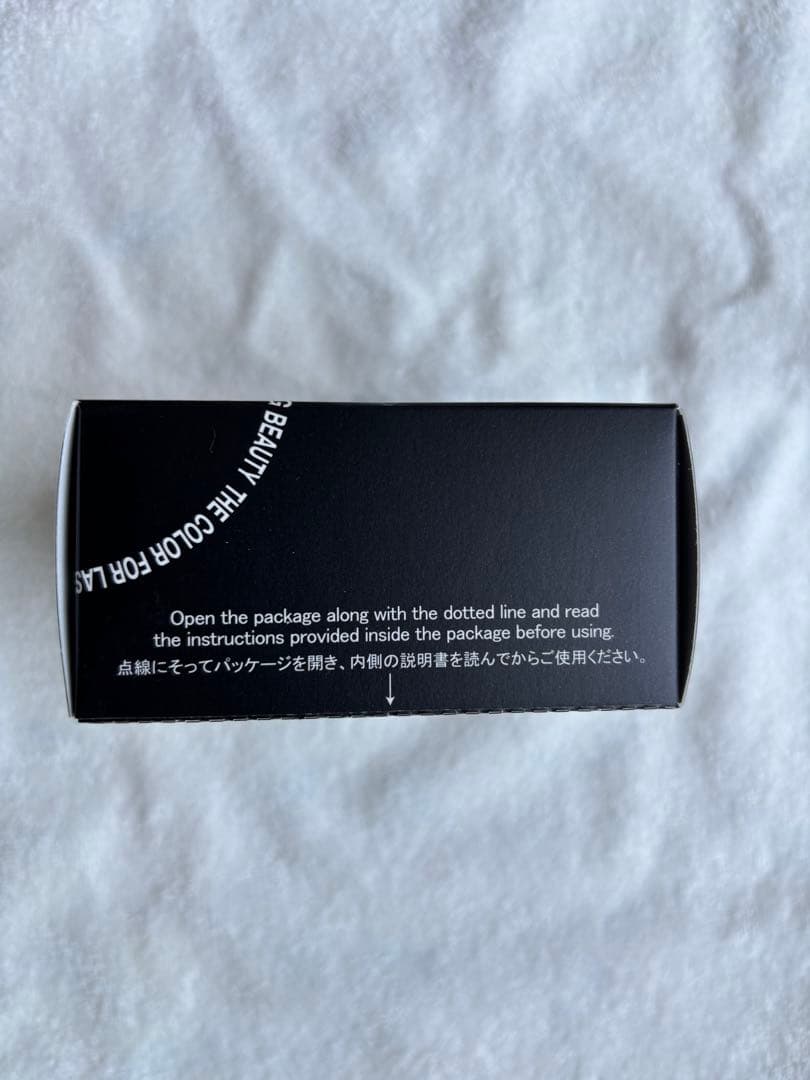 G BEAUTY THE COLOR FOR LAS
Open the package along with the dotted line and read
the instructions provided inside the package before using.
点線にそってパッケージを開き、内側の説明書を読んでからご使用ください。